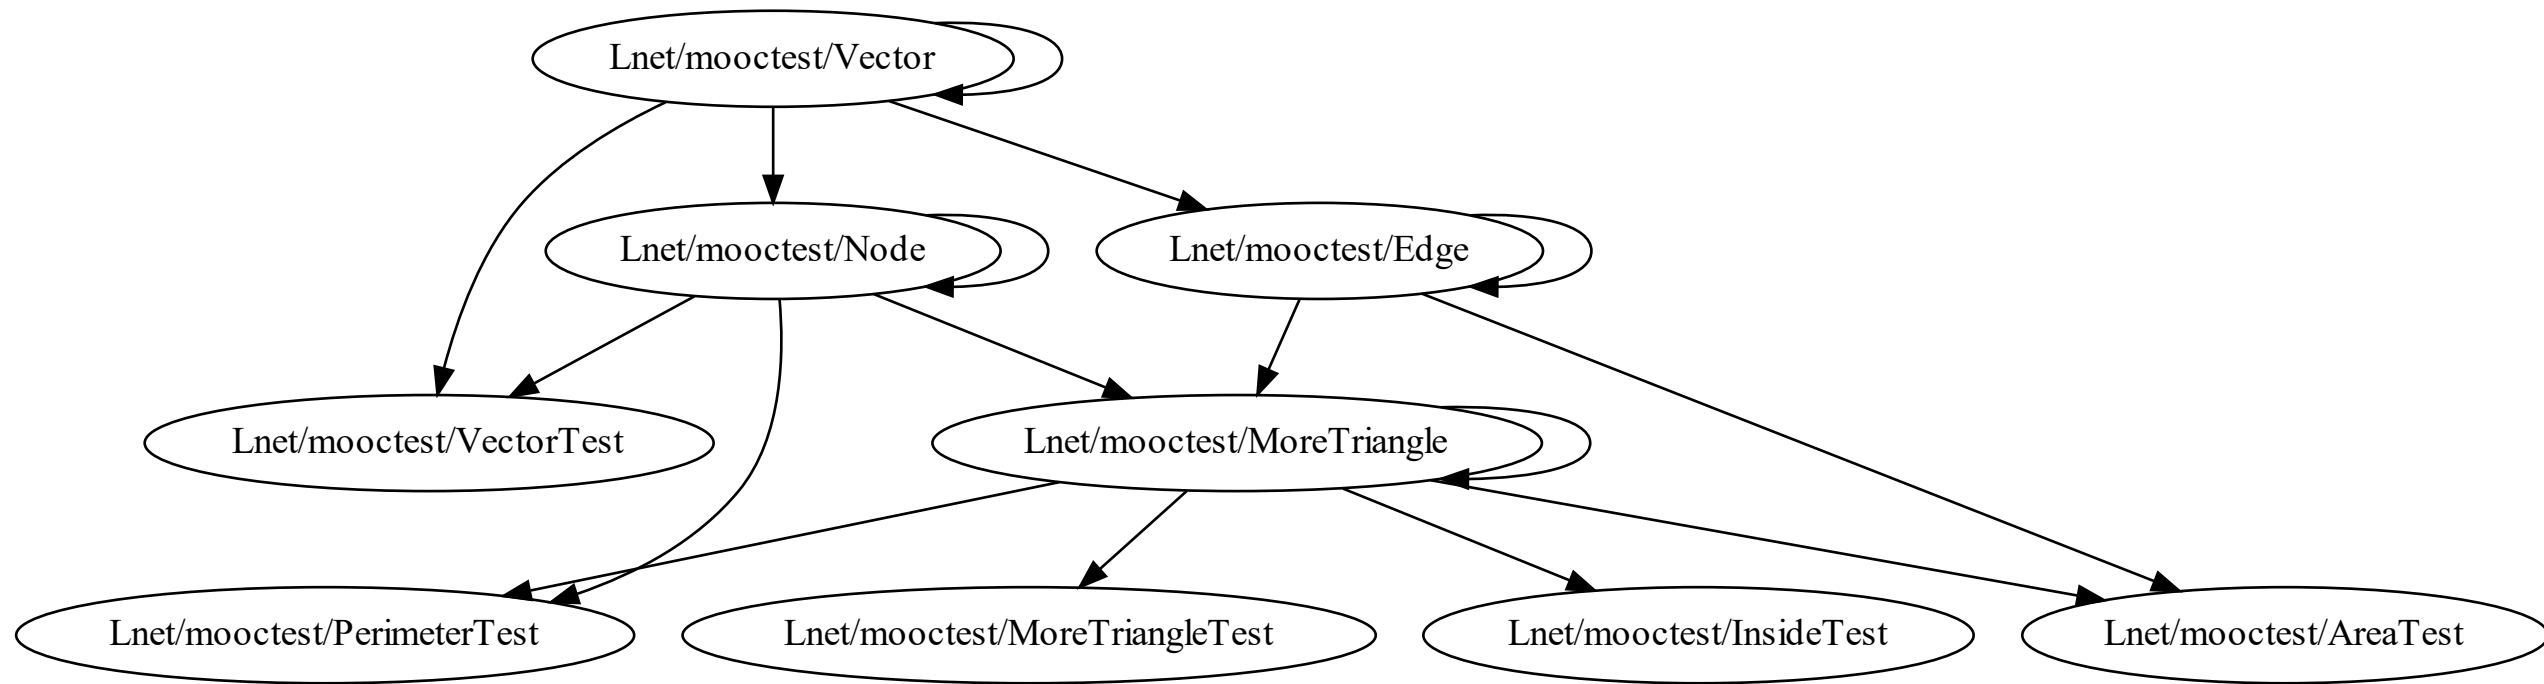 Lnet/mooctest/Vector
Lnet/mooctest/Node
Lnet/mooctest/Edge
Lnet/mooctest/VectorTest
Lnet/mooctest/MoreTriangle
Lnet/mooctest/PerimeterTest
Lnet/mooctest/MoreTriangleTest
Lnet/mooctest/InsideTest
Lnet/mooctest/AreaTest